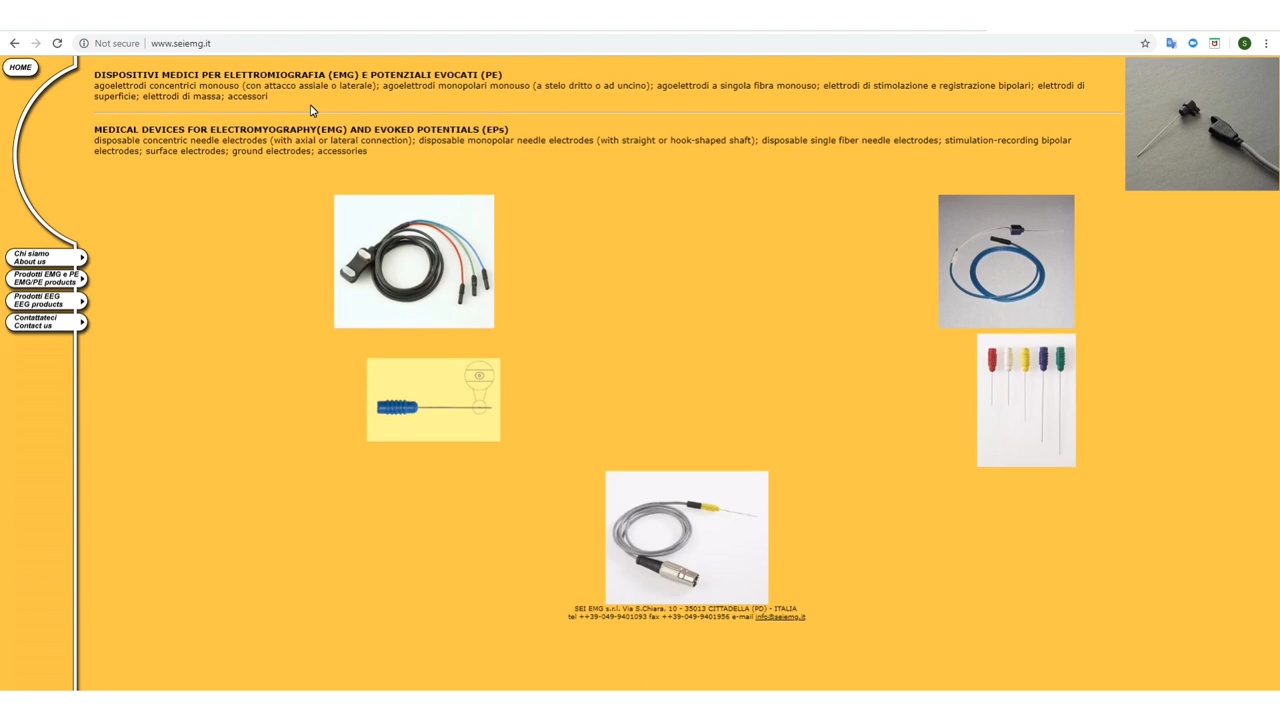 Not secure www.seiemg.it
S
HOME
DISPOSITIVI MEDICI PER ELETTROMIOGRAFIA (EMG) E POTENZIALI EVOCATI (PE)
agoelettrodi concentrici monouso (con attacco assiale o laterale); agoelettrodi monopolari monouso (a stelo dritto o ad uncino); agoelettrodi a singola fibra monouso; elettrodi di stimolazione e registrazione bipolari; elettrodi di
superficie; elettrodi di massa; accessori
MEDICAL DEVICES FOR ELECTROMYOGRAPHY(EMG) AND EVOKED POTENTIALS (EPs)
disposable concentric needle electrodes (with axial or lateral connection); disposable monopolar needle electrodes (with straight or hook-shaped shaft); disposable single fiber needle electrodes; stimulation-recording bipolar
electrodes; surface electrodes; ground electrodes; accessories
Chi siamo
About us
Prodotti EMG e PE
EMG/PE products
Prodotti EEG
EEG products
Contattateci
Contact us
SEI EMG s.r.l. Via S.Chiara, 10 - 35013 CITTADELLA (PD) - ITALIA
tel ++39-049-9401093 fax ++39-049-9401956 e-mail info@seiemg.it